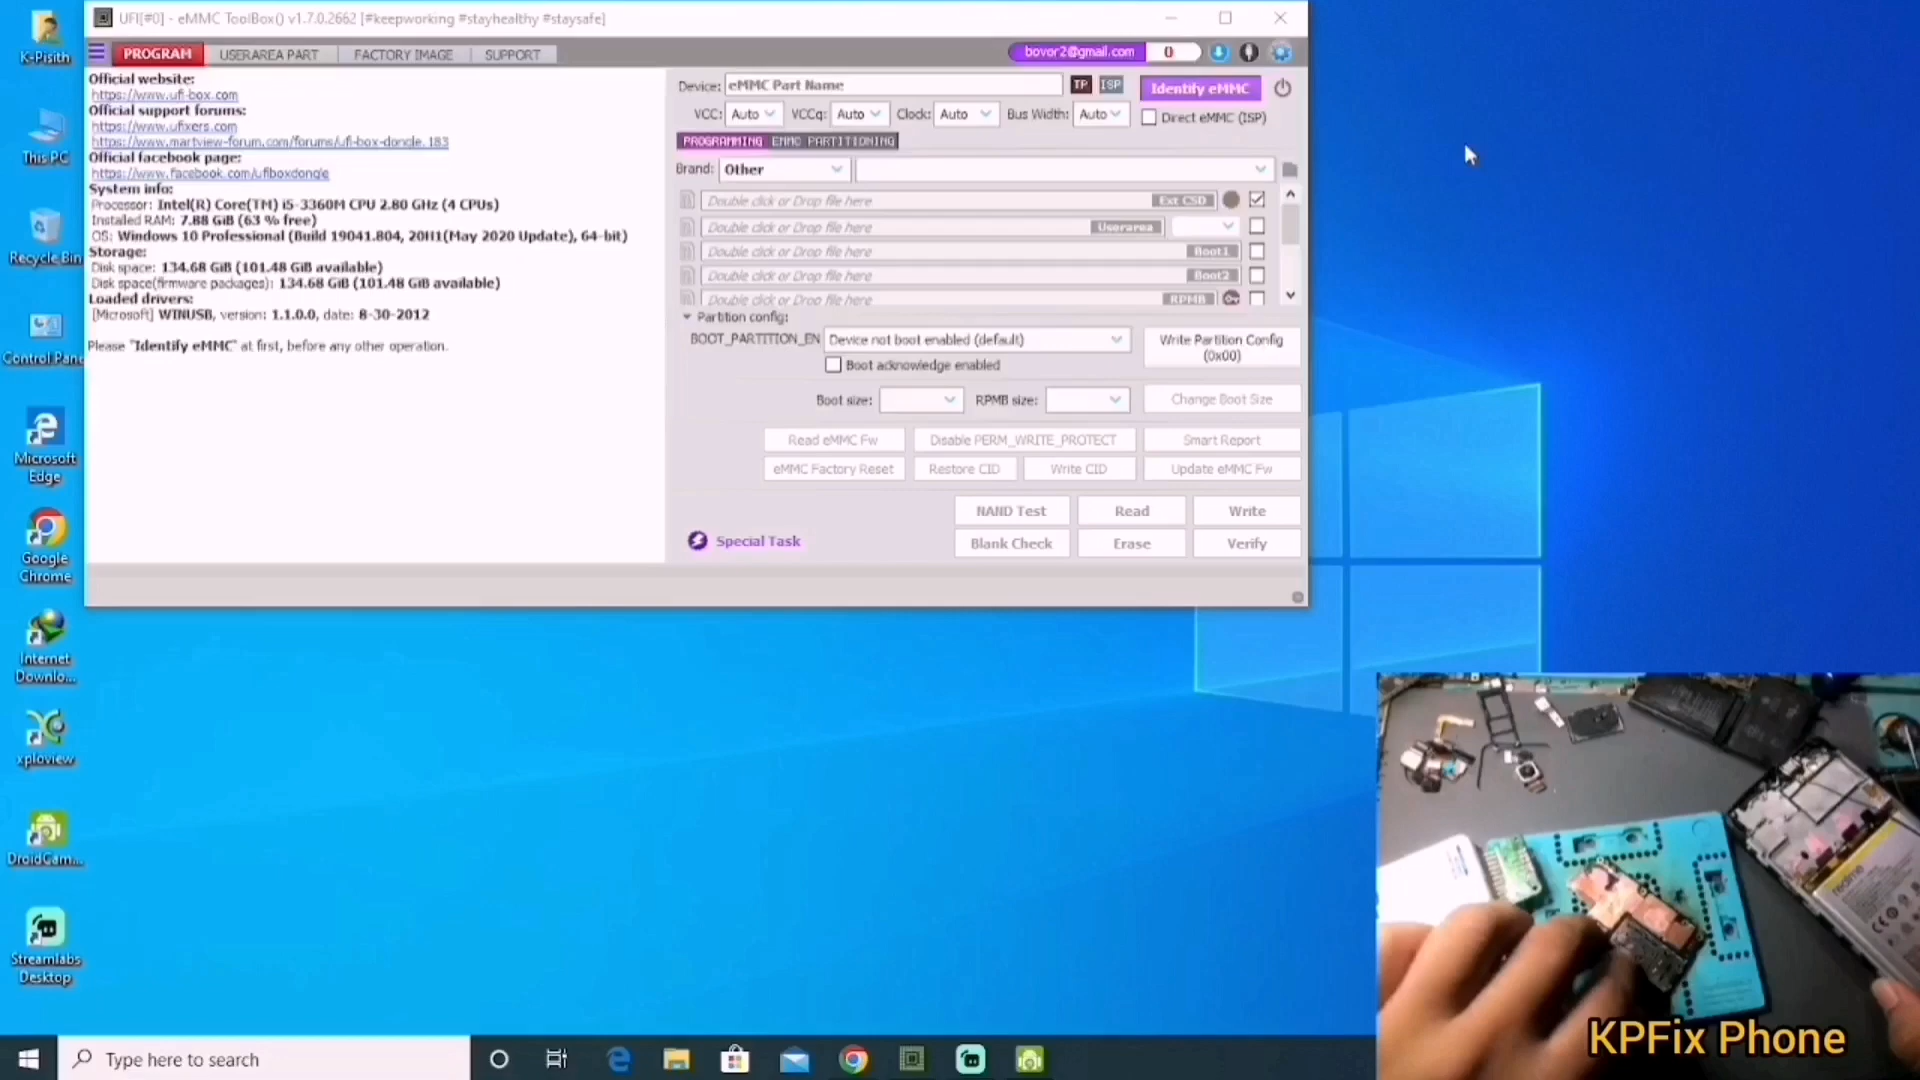 UFI[#0] - eMMC ToolBox() v1.7.0.2662 [#keepworking #stayhealthy #staysafe]
PROGRAM USERAREA PART FACTORY IMAGE SUPPORT
bovor2@gmail.com 0
Official website:
https://www.ufi-box.com
Official support forums:
https://www.ufixers.com
https://www.martview-forum.com/forums/ufi-box-dongle.183
Official facebook page:
https://www.facebook.com/ufiboxdongle
System info:
Processor: Intel(R) Core(TM) i5-3360M CPU 2.80 GHz (4 CPUs)
Installed RAM: 7.88 GiB (63 % free)
OS: Windows 10 Professional (Build 19041.804, 20H1(May 2020 Update), 64-bit)
Storage:
Disk space: 134.68 GiB (101.48 GiB available)
Disk space(firmware packages): 134.68 GiB (101.48 GiB available)
Loaded drivers:
[Microsoft] WINUSB, version: 1.1.0.0, date: 8-30-2012
Please "Identify eMMC" at first, before any other operation.
Device: eMMC Part Name TP ISP Identify eMMC
VCC: Auto VCCq: Auto Clock: Auto Bus Width: Auto Direct eMMC (ISP)
PROGRAMMING EMMC PARTITIONING
Brand: Other
Double click or Drop file here Ext CSD
Double click or Drop file here Userarea
Double click or Drop file here Boot1
Double click or Drop file here Boot2
Double click or Drop file here RPMB
Partition config:
BOOT_PARTITION_EN Device not boot enabled (default)
Write Partition Config
(0x00)
Boot acknowledge enabled
Boot size: RPMB size: Change Boot Size
Read eMMC Fw Disable PERM_WRITE_PROTECT Smart Report
eMMC Factory Reset Restore CID Write CID Update eMMC Fw
NAND Test Read Write
Special Task
Blank Check Erase Verify
K-Pisith
This PC
Recycle Bin
Control Pane
Microsoft
Edge
Google
Chrome
Internet
Downlo...
xploview
DroidCam...
Streamlabs
Desktop
realme
KPFix Phone
Type here to search